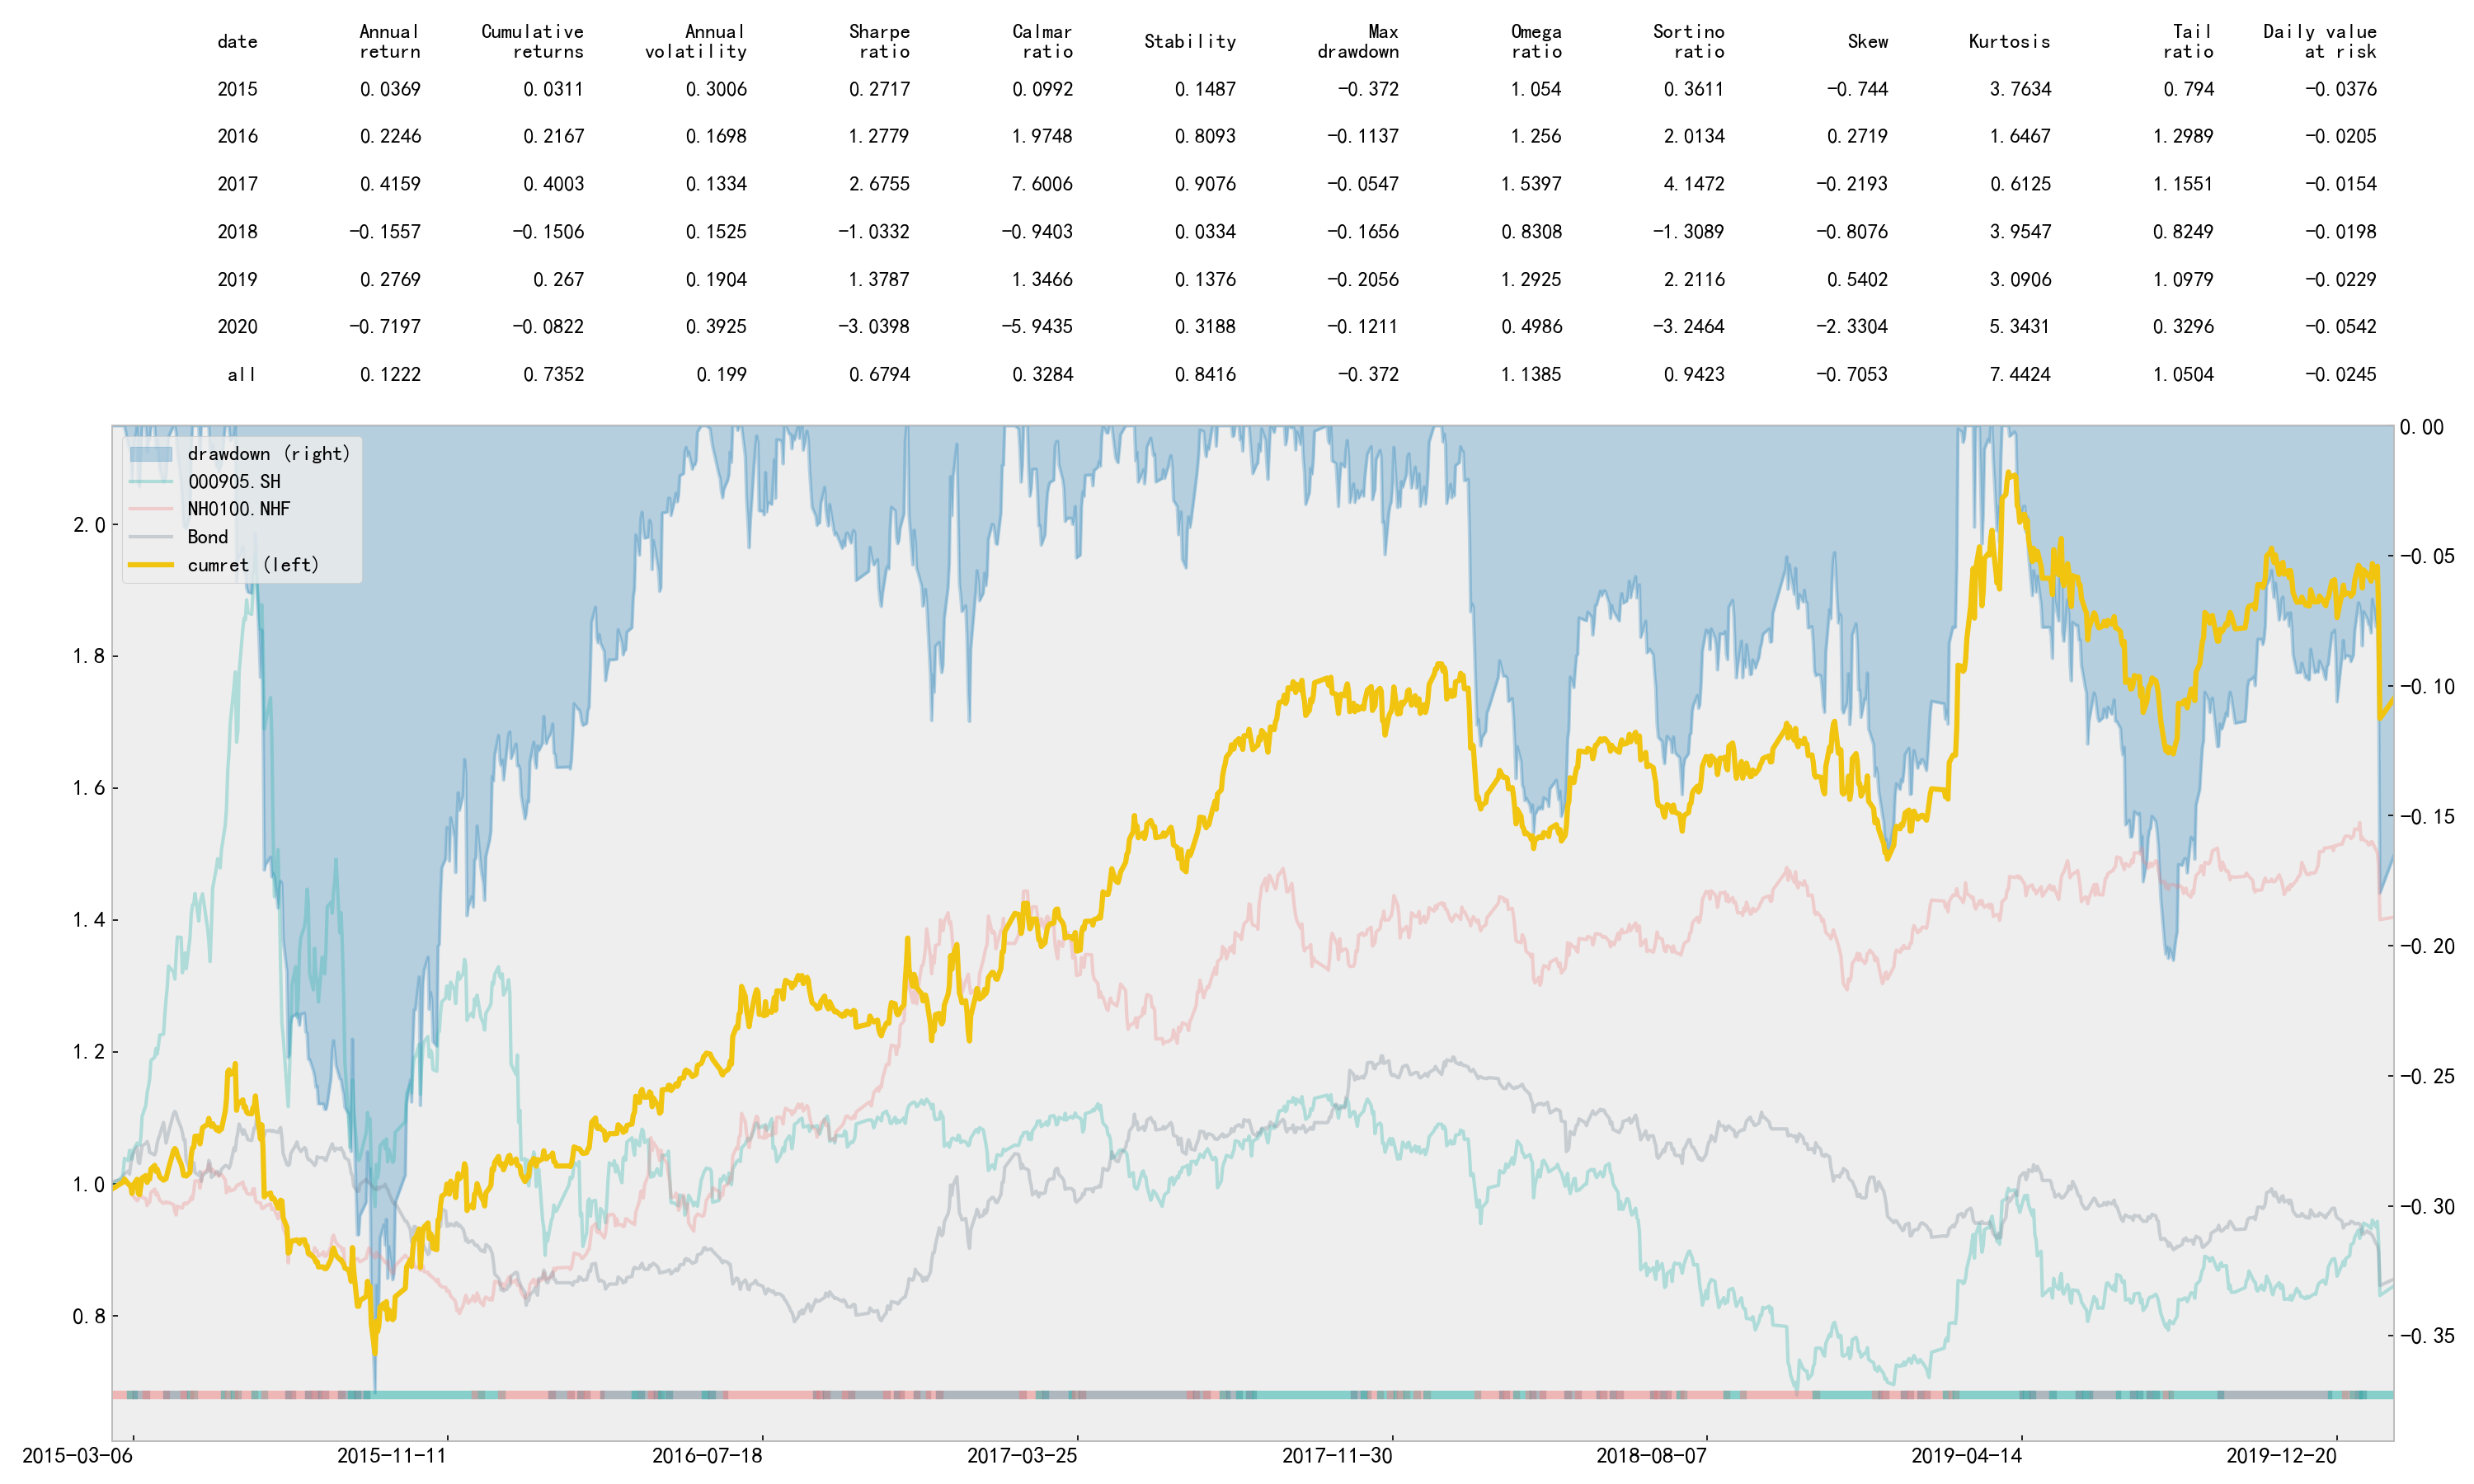 date Annual return Cumulative returns Annual volatility Sharpe ratio Calmar ratio Stability Max drawdown Omega ratio Sortino ratio Skew Kurtosis Tail ratio Daily value at risk
2015 0.0369 0.0311 0.3006 0.2717 0.0992 0.1487 -0.372 1.054 0.3611 -0.744 3.7634 0.794 -0.0376
2016 0.2246 0.2167 0.1698 1.2779 1.9748 0.8093 -0.1137 1.256 2.0134 0.2719 1.6467 1.2989 -0.0205
2017 0.4159 0.4003 0.1334 2.6755 7.6006 0.9076 -0.0547 1.5397 4.1472 -0.2193 0.6125 1.1551 -0.0154
2018 -0.1557 -0.1506 0.1525 -1.0332 -0.9403 0.0334 -0.1656 0.8308 -1.3089 -0.8076 3.9547 0.8249 -0.0198
2019 0.2769 0.267 0.1904 1.3787 1.3466 0.1376 -0.2056 1.2925 2.2116 0.5402 3.0906 1.0979 -0.0229
2020 -0.7197 -0.0822 0.3925 -3.0398 -5.9435 0.3188 -0.1211 0.4986 -3.2464 -2.3304 5.3431 0.3296 -0.0542
all 0.1222 0.7352 0.199 0.6794 0.3284 0.8416 -0.372 1.1385 0.9423 -0.7053 7.4424 1.0504 -0.0245
drawdown (right)
000905.SH
NH0100.NHF
Bond
cumret (left)
2.0
1.8
1.6
1.4
1.2
1.0
0.8
0.00
-0.05
-0.10
-0.15
-0.20
-0.25
-0.30
-0.35
2015-03-06 2015-11-11 2016-07-18 2017-03-25 2017-11-30 2018-08-07 2019-04-14 2019-12-20